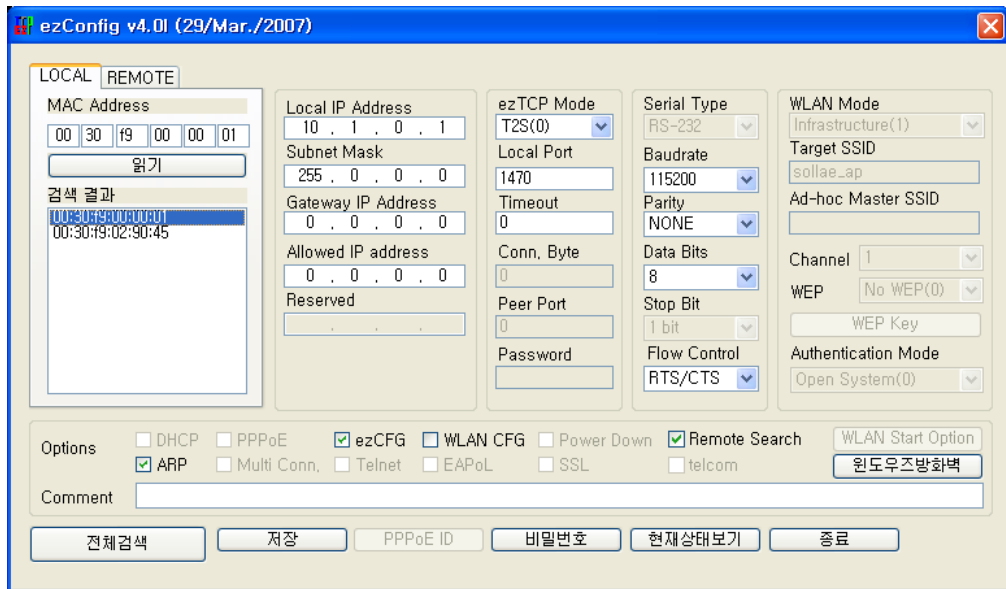 ezConfig v4.0l (29/Mar./2007)
LOCAL REMOTE
MAC Address
00 30 f9 00 00 01
읽기
검색 결과
00:30:f9:00:00:01
00:30:f9:02:90:45
Local IP Address
10 . 1 . 0 . 1
Subnet Mask
255 . 0 . 0 . 0
Gateway IP Address
0 . 0 . 0 . 0
Allowed IP address
0 . 0 . 0 . 0
Reserved
. . .
ezTCP Mode
T2S(0)
Local Port
1470
Timeout
0
Conn, Byte
0
Peer Port
0
Password
Serial Type
RS-232
Baudrate
115200
Parity
NONE
Data Bits
8
Stop Bit
1 bit
Flow Control
RTS/CTS
WLAN Mode
Infrastructure(1)
Target SSID
sollae_ap
Ad-hoc Master SSID
Channel 1
WEP No WEP(0)
WEP Key
Authentication Mode
Open System(0)
Options DHCP PPPoE ezCFG WLAN CFG Power Down Remote Search WLAN Start Option
ARP Multi Conn, Telnet EAPoL SSL telcom 윈도우즈방화벽
Comment
전체검색 저장 PPPoE ID 비밀번호 현재상태보기 종료